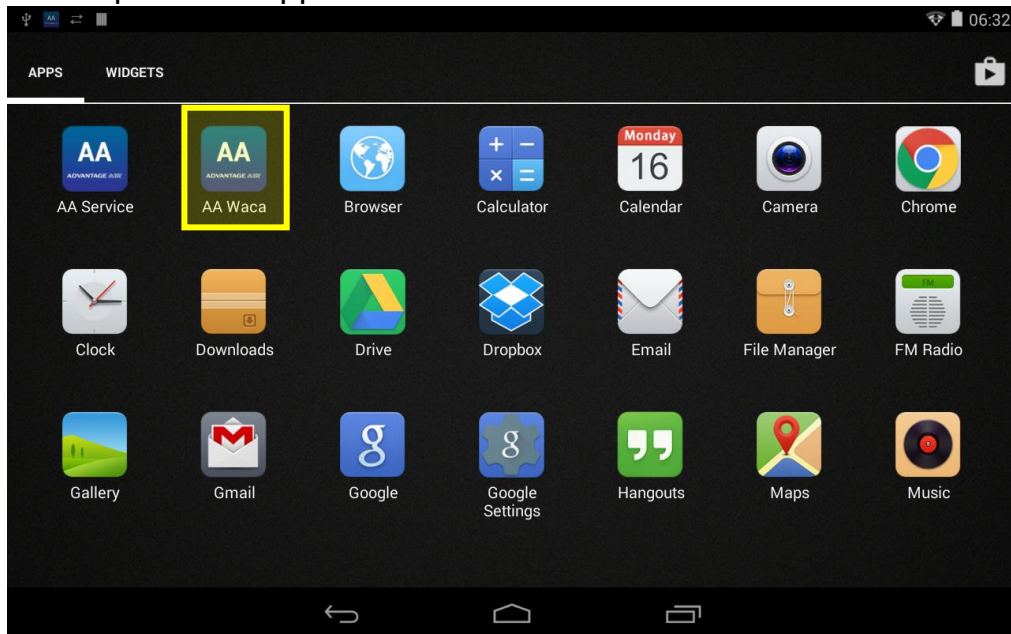 06:32
APPS WIDGETS
AA AA Monday
ADVANTAGE AIR ADVANTAGE AIR 16
AA Service AA Waca Browser Calculator Calendar Camera Chrome
FM
Clock Downloads Drive Dropbox Email File Manager FM Radio
Gallery Gmail Google Google Settings Hangouts Maps Music